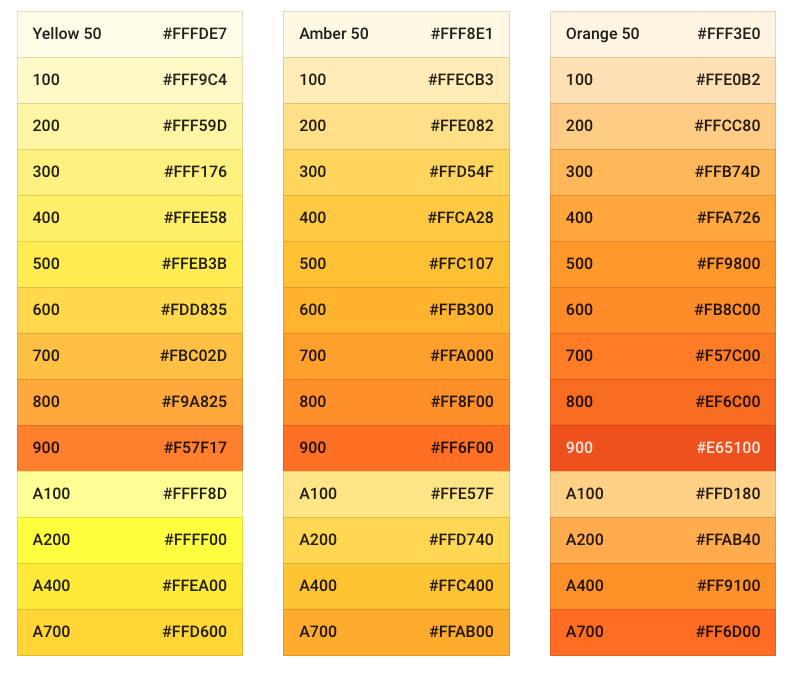 Yellow 50 #FFFDE7
100 #FFF9C4
200 #FFF59D
300 #FFF176
400 #FFEE58
500 #FFEB3B
600 #FDD835
700 #FBC02D
800 #F9A825
900 #F57F17
A100 #FFFF8D
A200 #FFFF00
A400 #FFEA00
A700 #FFD600
Amber 50 #FFF8E1
100 #FFECB3
200 #FFE082
300 #FFD54F
400 #FFCA28
500 #FFC107
600 #FFB300
700 #FFA000
800 #FF8F00
900 #FF6F00
A100 #FFE57F
A200 #FFD740
A400 #FFC400
A700 #FFAB00
Orange 50 #FFF3E0
100 #FFE0B2
200 #FFCC80
300 #FFB74D
400 #FFA726
500 #FF9800
600 #FB8C00
700 #F57C00
800 #EF6C00
900 #E65100
A100 #FFD180
A200 #FFAB40
A400 #FF9100
A700 #FF6D00